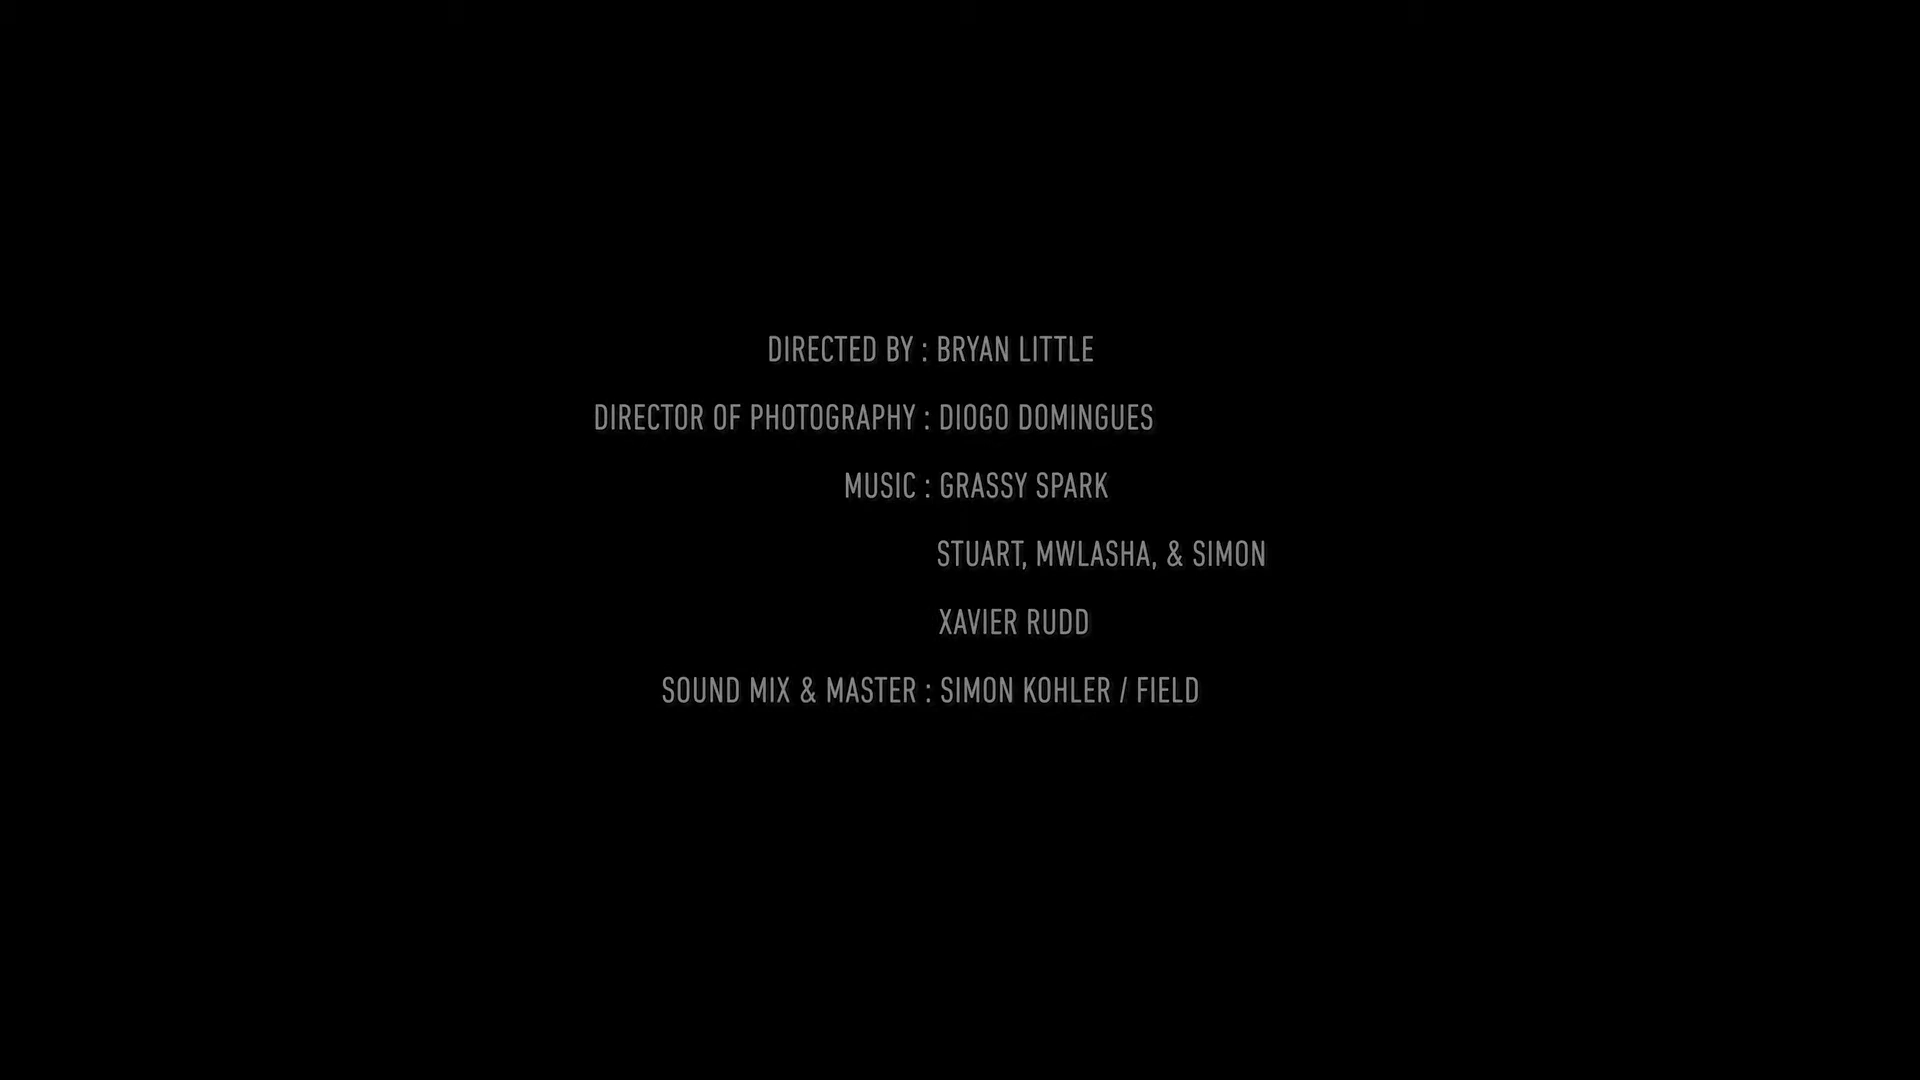 DIRECTED BY : BRYAN LITTLE
DIRECTOR OF PHOTOGRAPHY : DIOGO DOMINGUES
MUSIC : GRASSY SPARK
STUART, MWLASHA, & SIMON
XAVIER RUDD
SOUND MIX & MASTER : SIMON KOHLER / FIELD